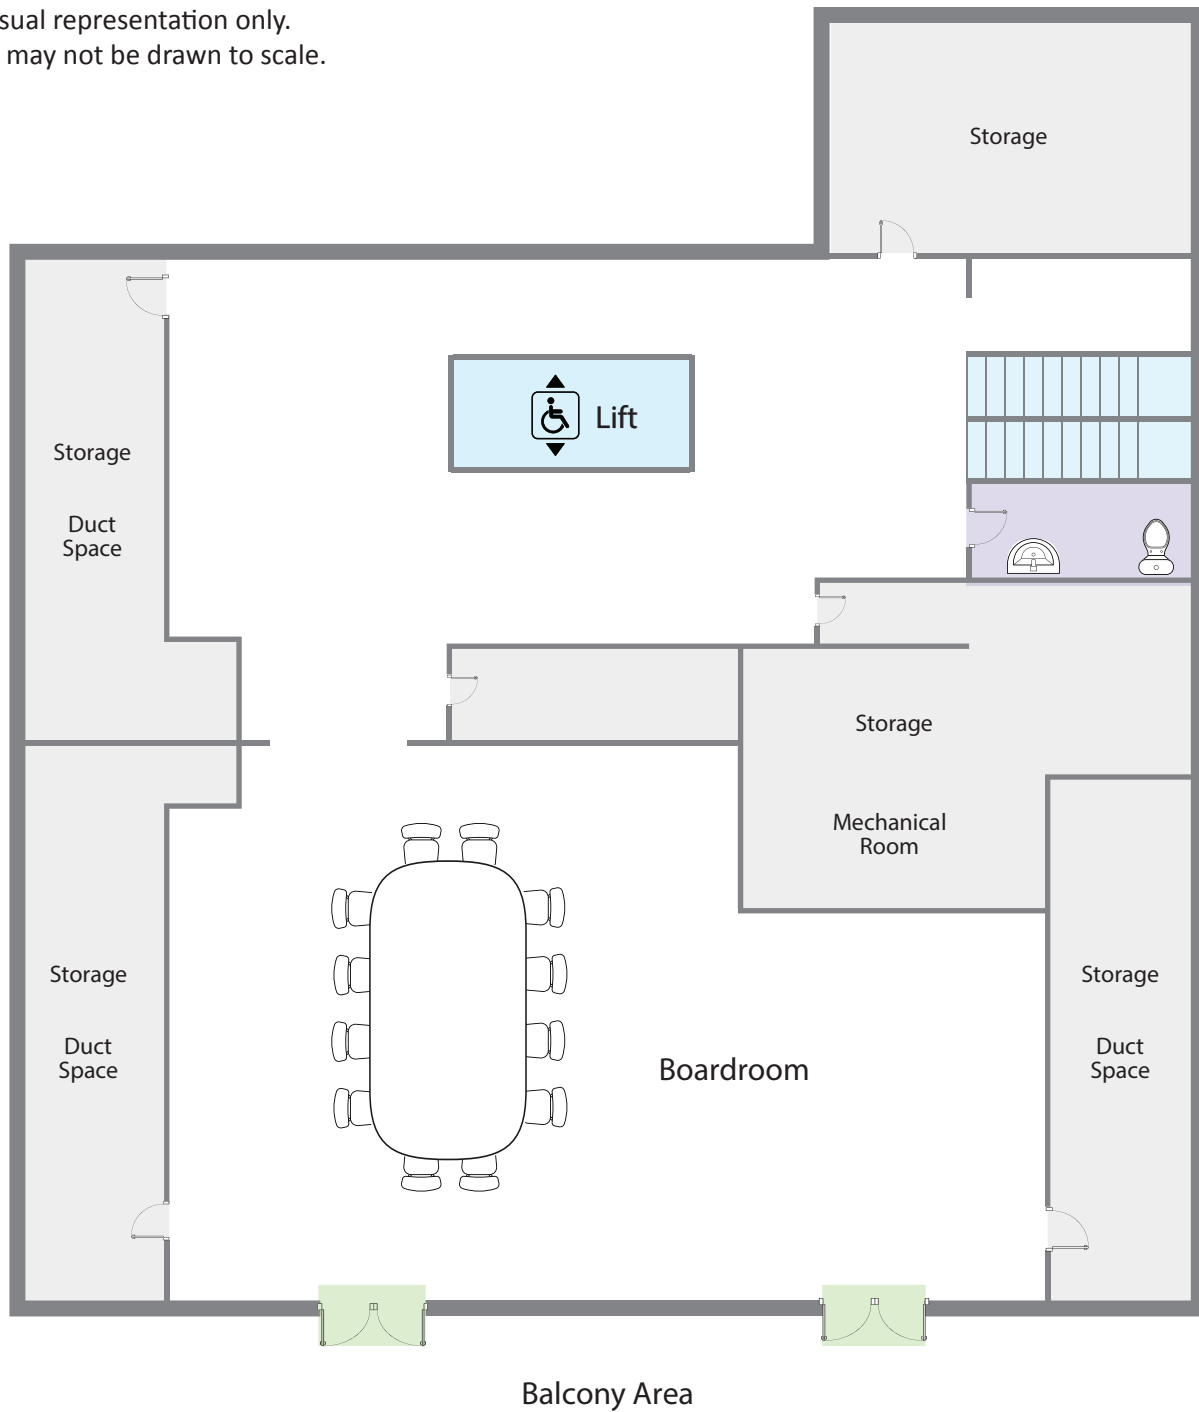 sual representation only.
may not be drawn to scale.
Storage
Lift
Storage
Duct
Space
Storage
Mechanical
Room
Storage
Duct
Space
Storage
Duct
Space
Boardroom
Balcony Area